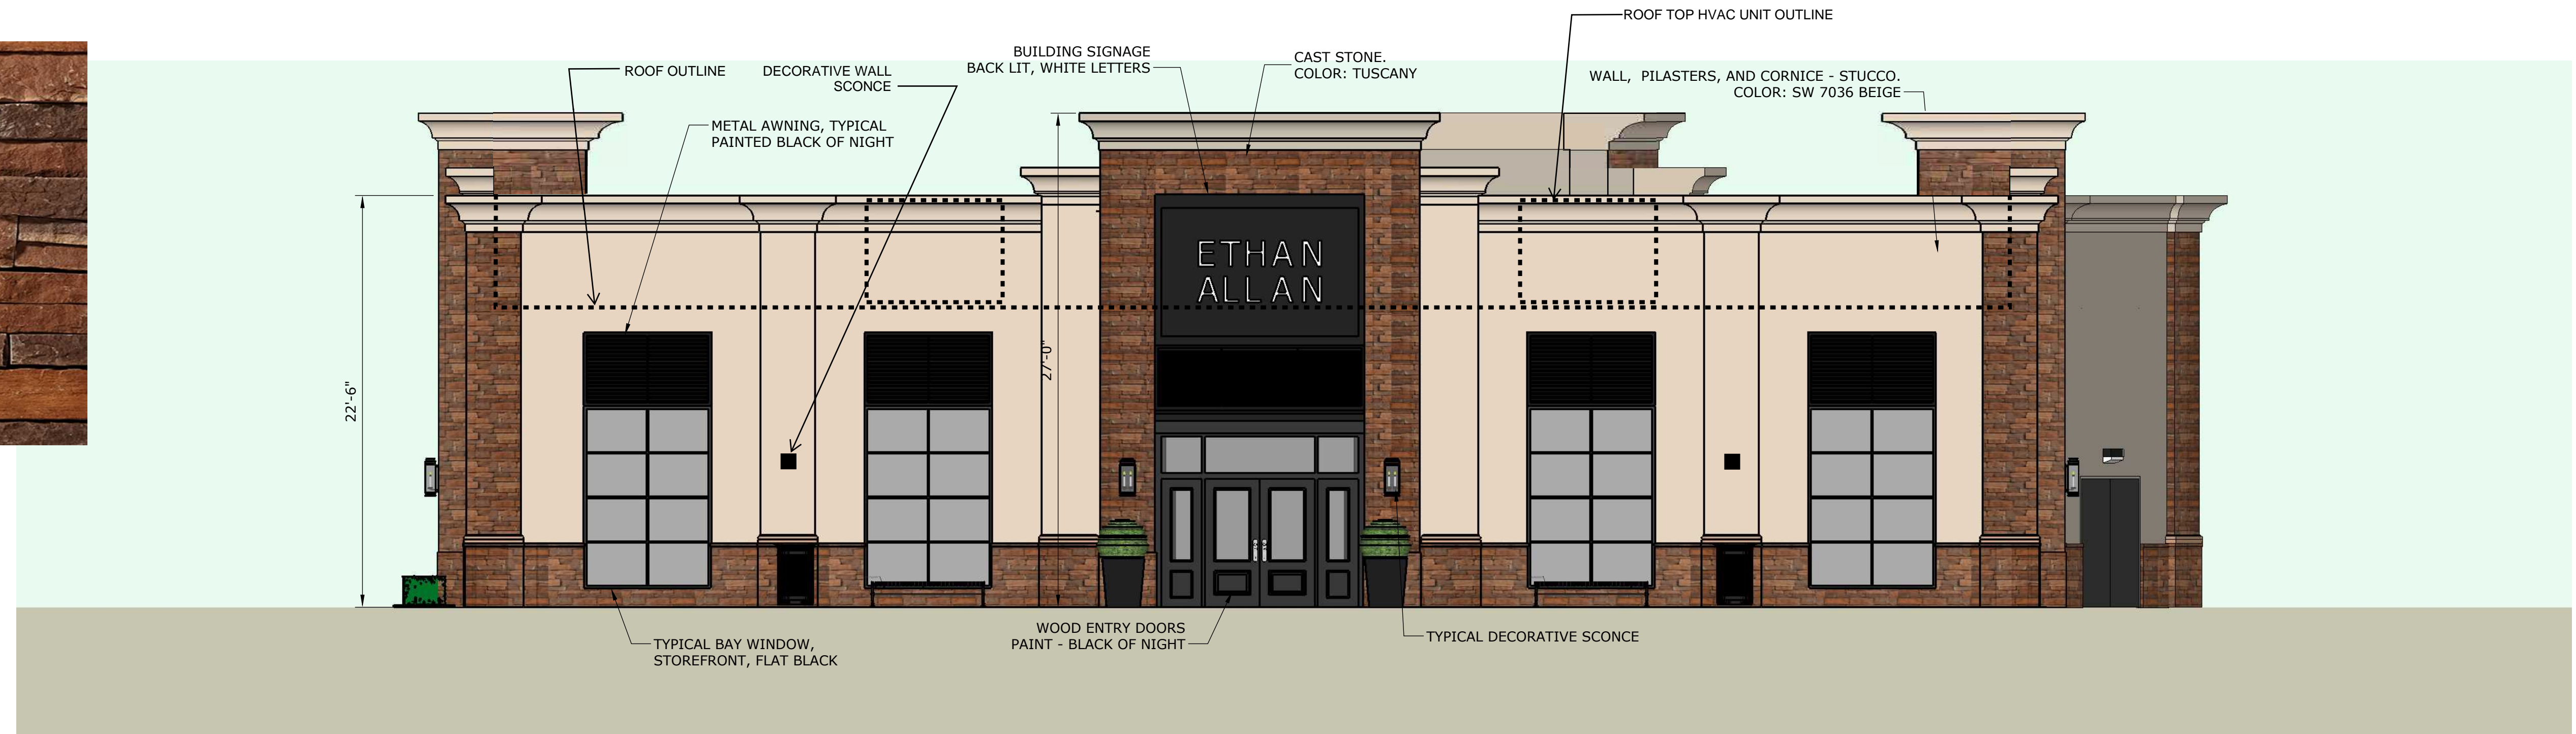 ROOF TOP HVAC UNIT OUTLINE
BUILDING SIGNAGE
BACK LIT, WHITE LETTERS
CAST STONE.
COLOR: TUSCANY
ROOF OUTLINE
DECORATIVE WALL
SCONCE
WALL, PILASTERS, AND CORNICE - STUCCO.
COLOR: SW 7036 BEIGE
METAL AWNING, TYPICAL
PAINTED BLACK OF NIGHT
ETHAN
ALLAN
27'-0"
22'-6"
WOOD ENTRY DOORS
PAINT - BLACK OF NIGHT
TYPICAL DECORATIVE SCONCE
TYPICAL BAY WINDOW,
STOREFRONT, FLAT BLACK